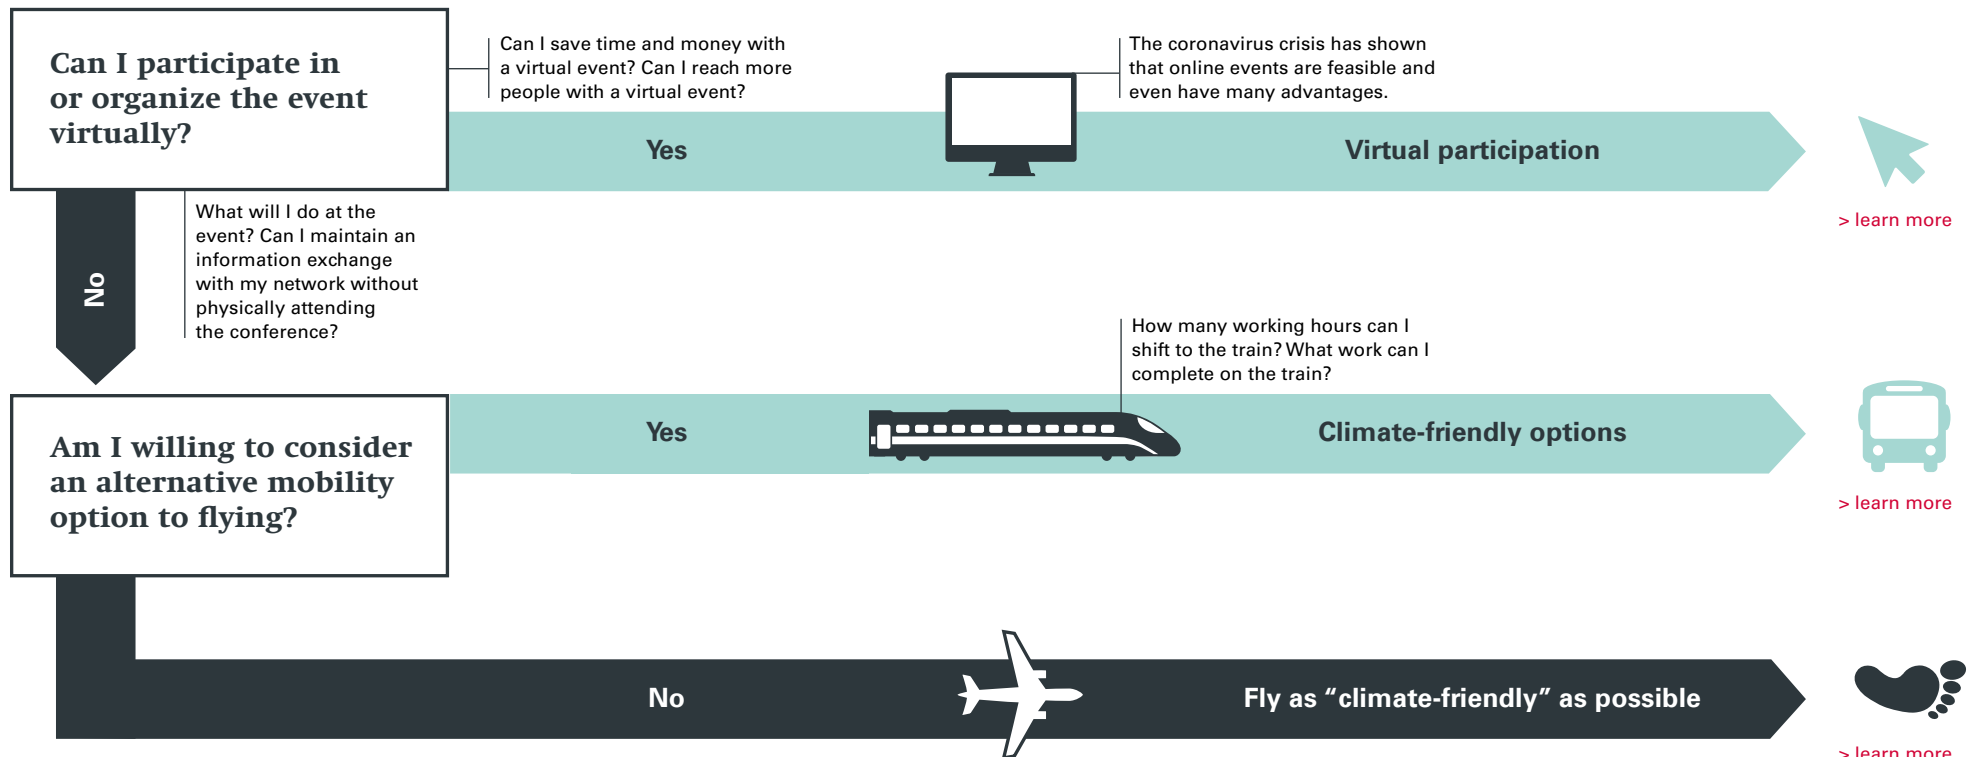 Can I participate in
or organize the event
virtually?
Can I save time and money with
a virtual event? Can I reach more
people with a virtual event?
The coronavirus crisis has shown
that online events are feasible and
even have many advantages.
Yes
Virtual participation
> learn more
What will I do at the
event? Can I maintain an
information exchange
with my network without
physically attending
the conference?
No
How many working hours can I
shift to the train? What work can I
complete on the train?
Am I willing to consider
an alternative mobility
option to flying?
Yes
Climate-friendly options
> learn more
No
Fly as “climate-friendly” as possible
> learn more